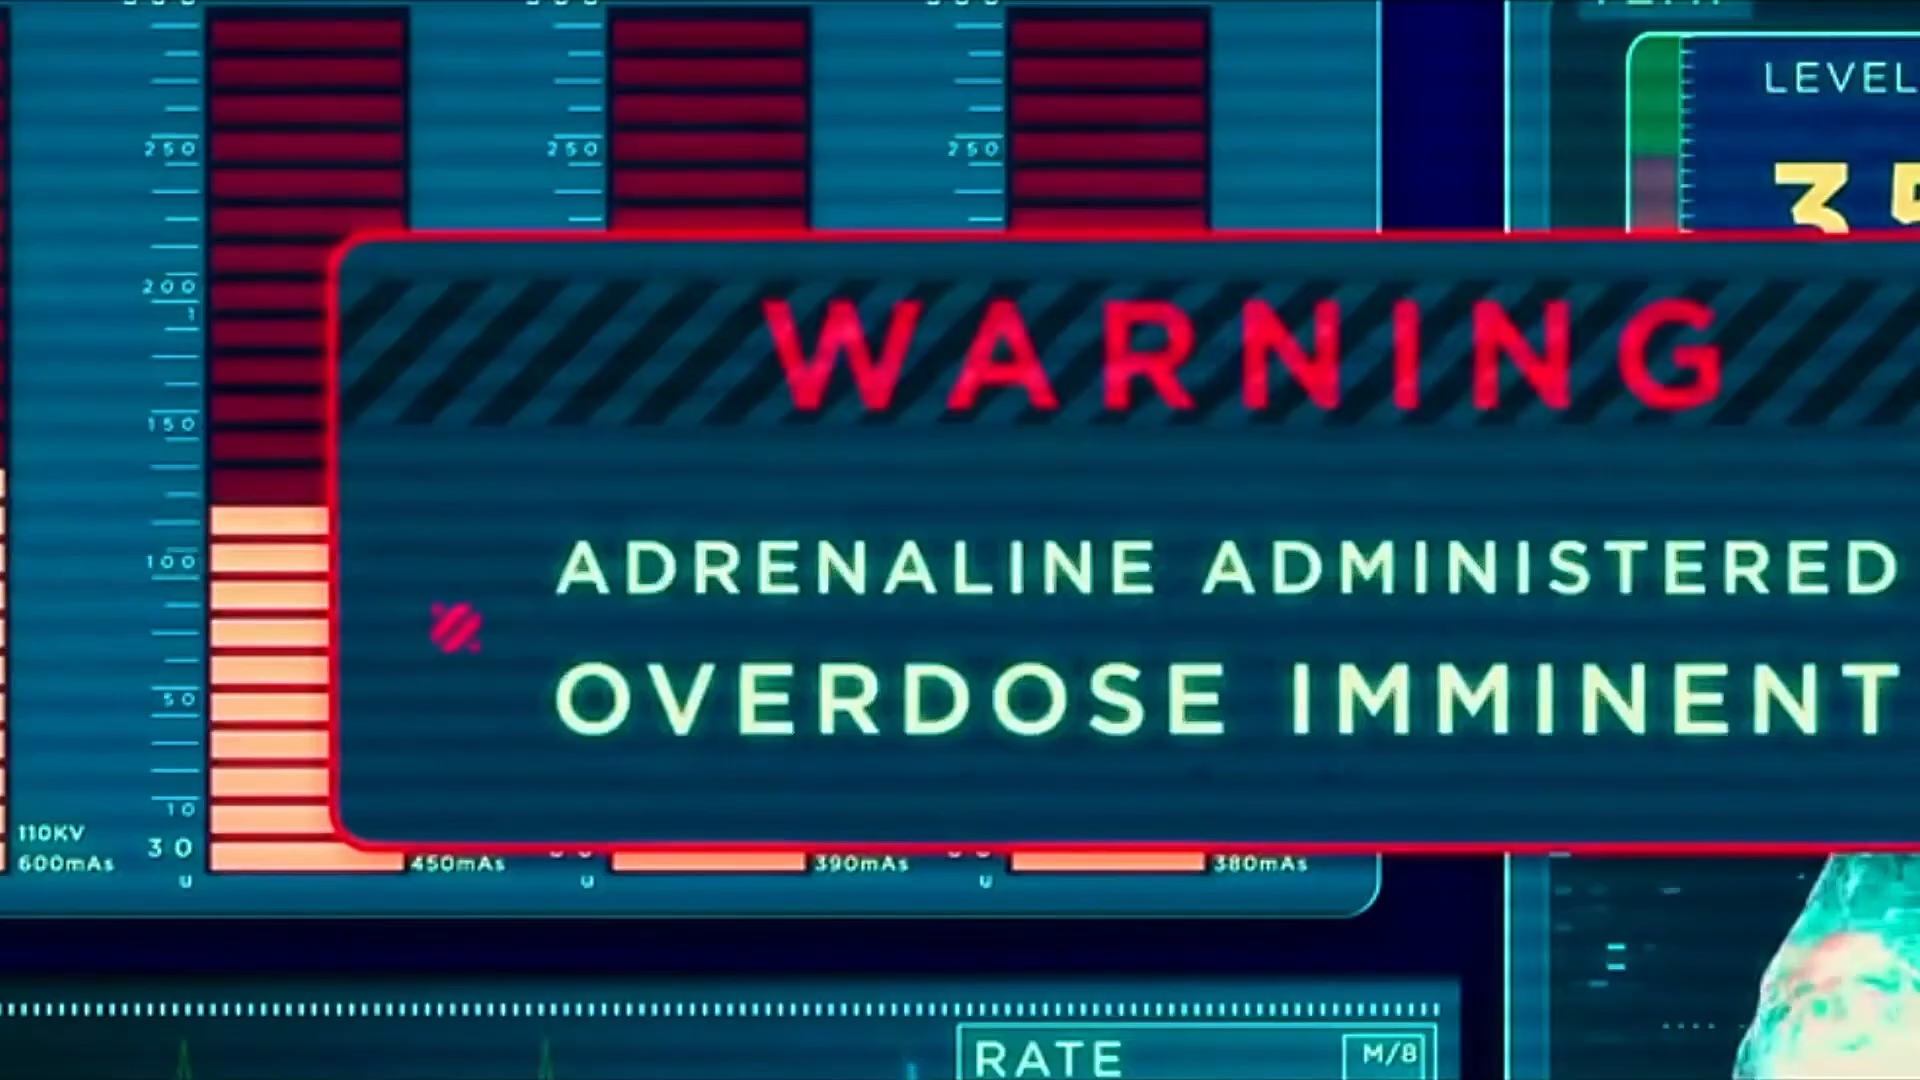 LEVEL
250
250
250
200
WARNING
150
100
ADRENALINE ADMINISTERED
OVERDOSE IMMINENT
50
10
110KV
600mAs
30
450mAs
390mAs
380mAs
u
u
u
RATE
M/8